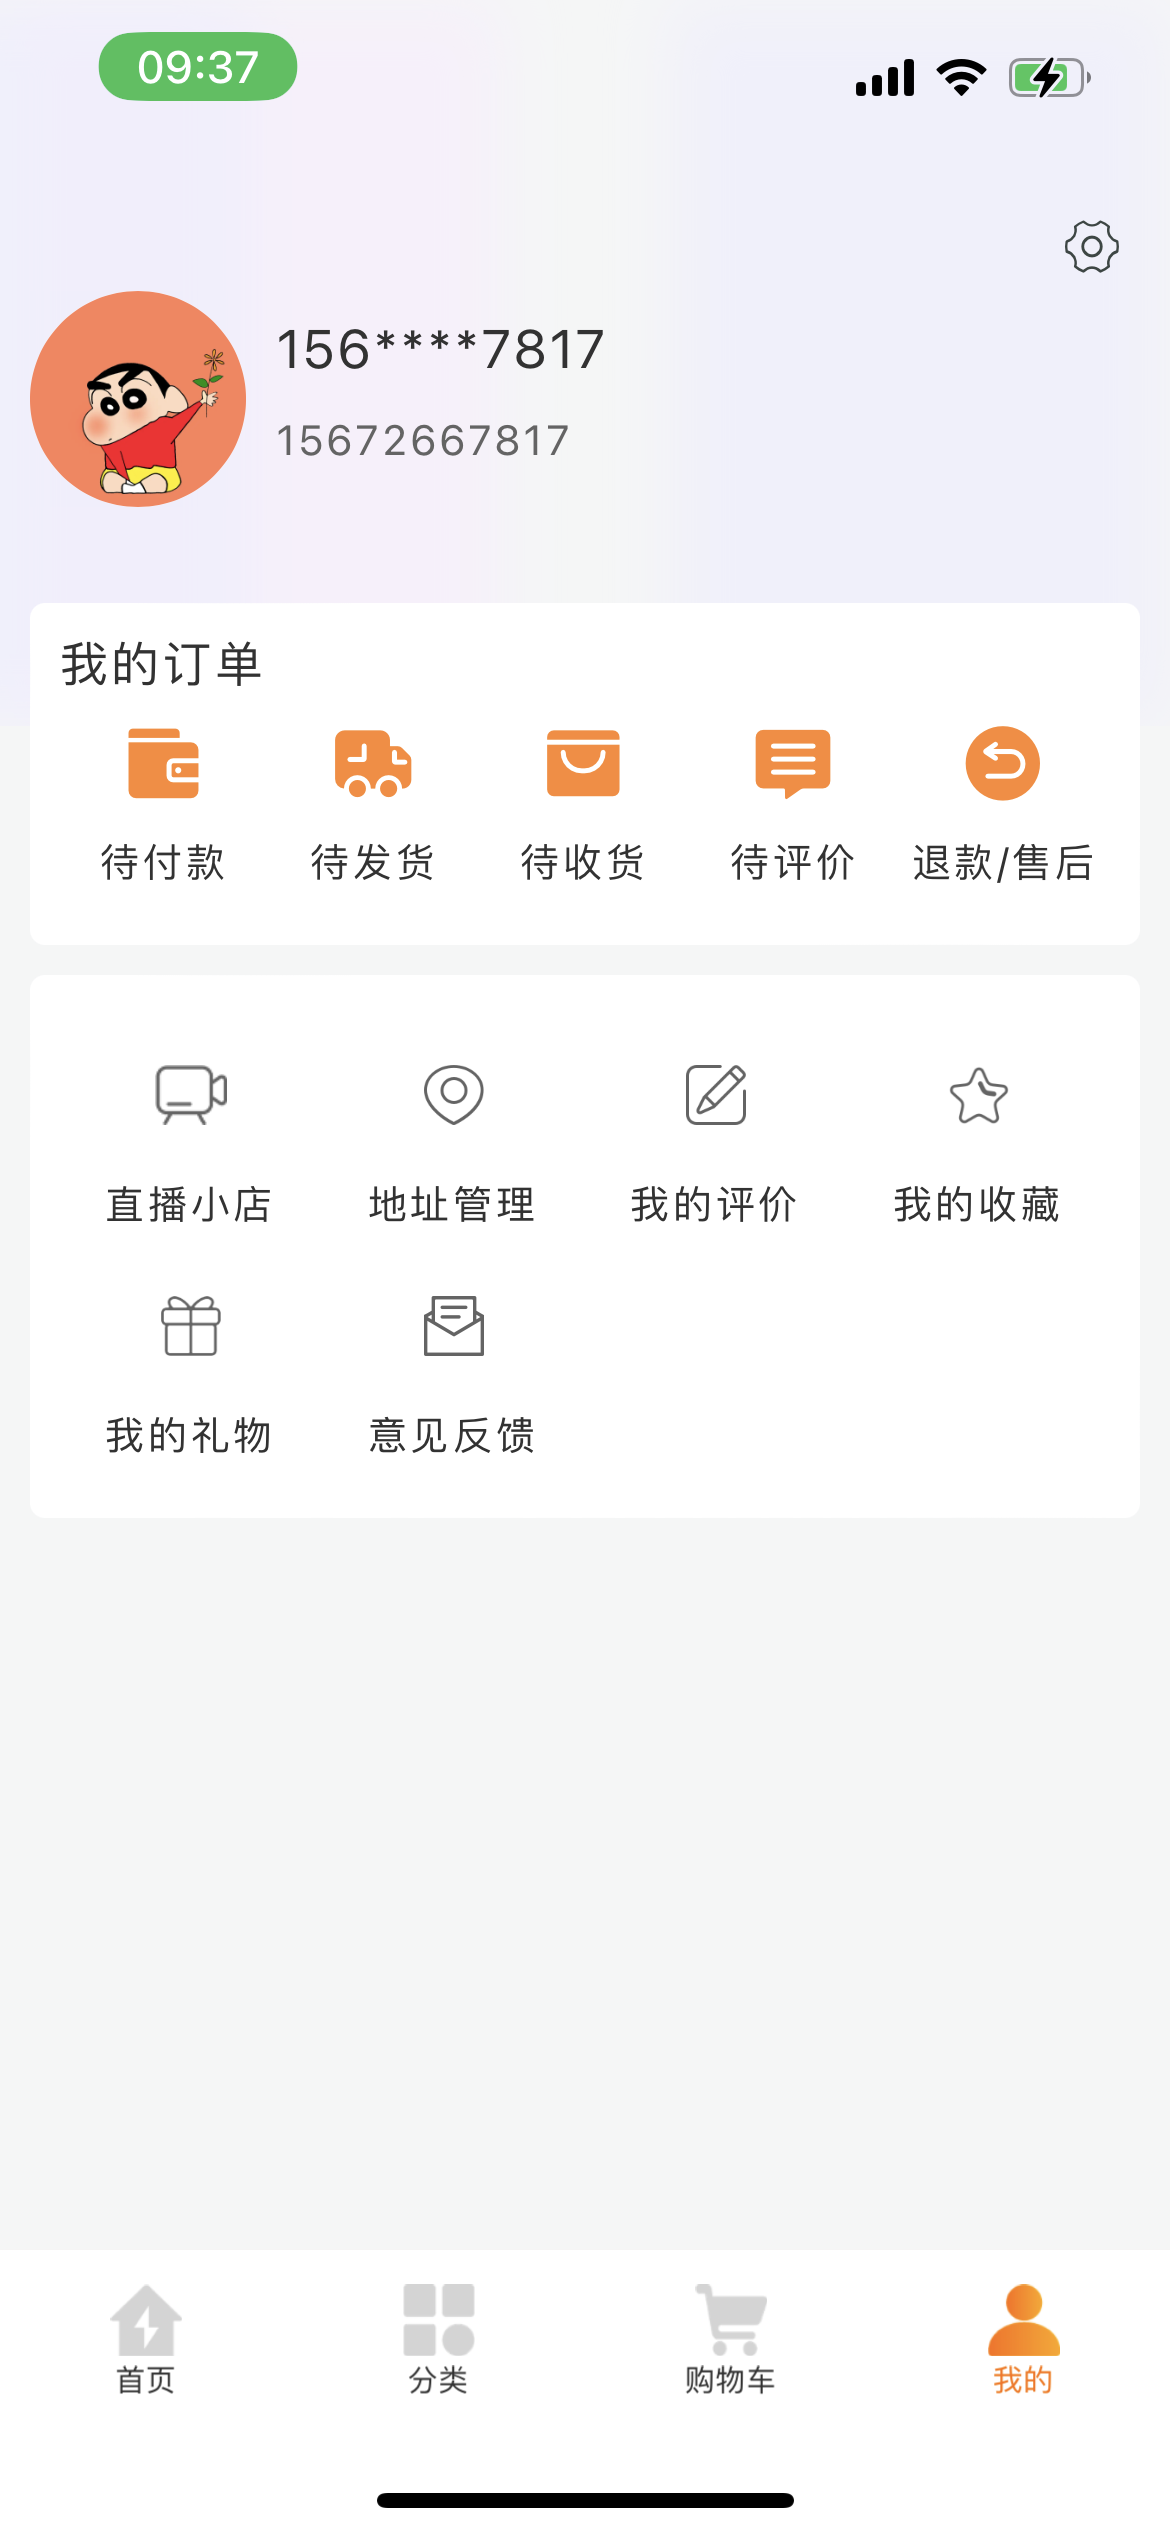 09:37
156****7817
15672667817
我的订单
待付款 待发货 待收货 待评价 退款/售后
直播小店 地址管理 我的评价 我的收藏
我的礼物 意见反馈
首页 分类 购物车 我的